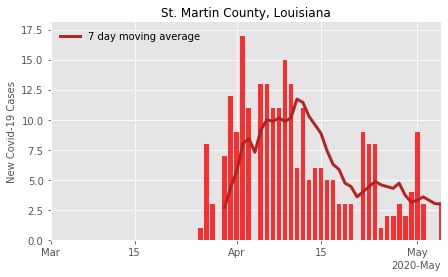 St. Martin County, Louisiana
7 day moving average
New Covid-19 Cases
17.5
15.0
12.5
10.0
7.5
5.0
2.5
0.0
Mar
15
Apr
15
May
2020-May